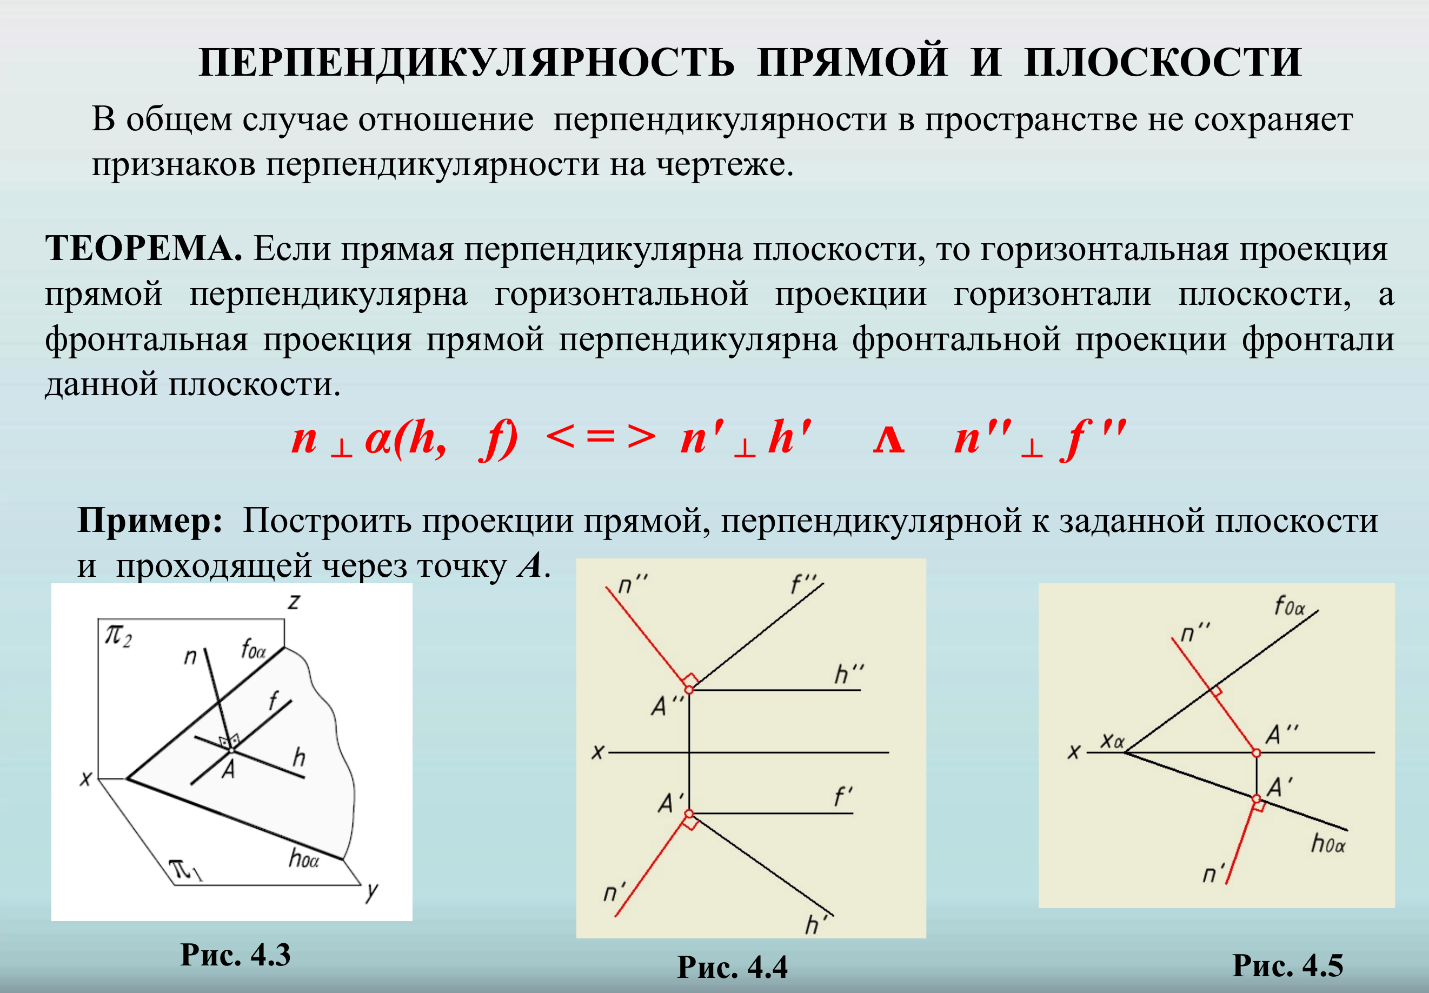 ПЕРПЕНДИКУЛЯРНОСТЬ ПРЯМОЙ И ПЛОСКОСТИ
В общем случае отношение перпендикулярности в пространстве не сохраняет
признаков перпендикулярности на чертеже.
ТЕОРЕМА. Если прямая перпендикулярна плоскости, то горизонтальная проекция
прямой перпендикулярна горизонтальной проекции горизонтали плоскости, а
фронтальная проекция прямой перпендикулярна фронтальной проекции фронтали
данной плоскости.
n ⊥ α(h, f) <=> n' ⊥ h' ∧ n'' ⊥ f ''
Пример: Построить проекции прямой, перпендикулярной к заданной плоскости
и проходящей через точку А.
z
π2
n
f0α
f
h
A
x
h0α
π1
y
Рис. 4.3
n''
f''
h''
A''
x
A'
f'
n'
h'
Рис. 4.4
f0α
n''
A''
x
xα
A'
h0α
n'
Рис. 4.5